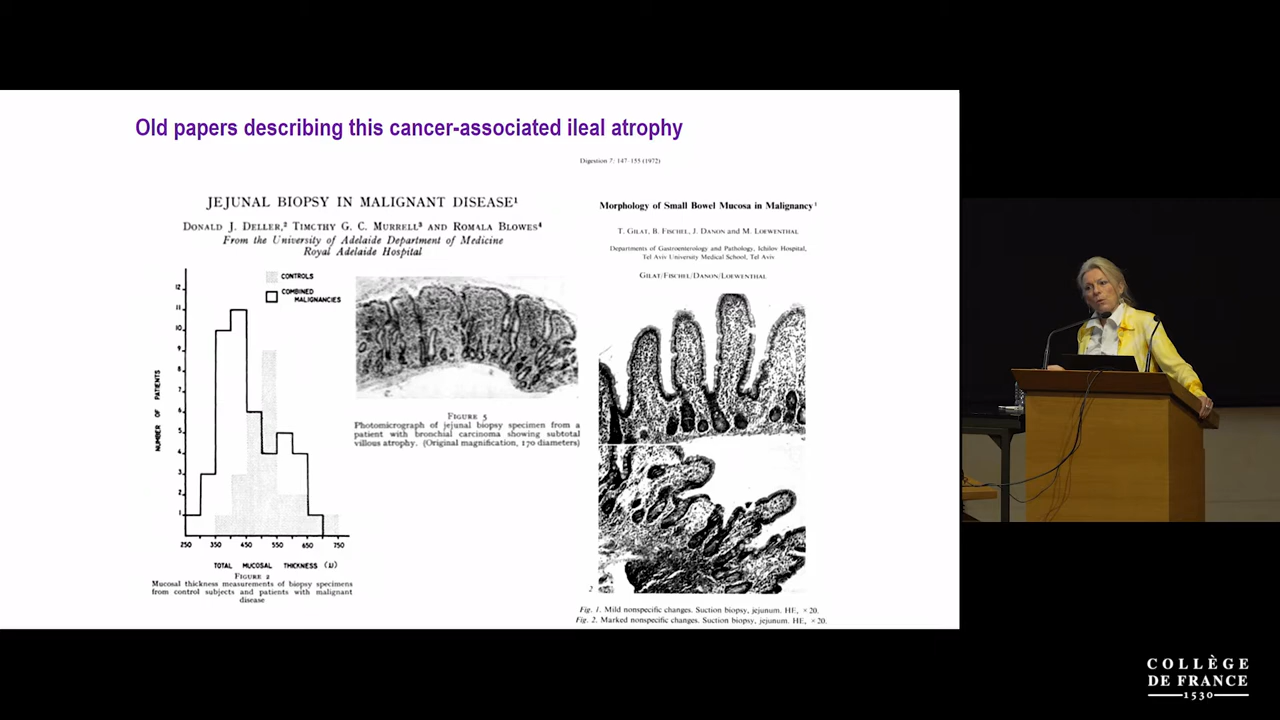 Old papers describing this cancer-associated ileal atrophy
Digestion 7: 147-155 (1972)
JEJUNAL BIOPSY IN MALIGNANT DISEASE¹
DONALD J. DELLER,² TIMOTHY G. C. MURRELL³ AND ROMALA BLOWES⁴
From the University of Adelaide Department of Medicine
Royal Adelaide Hospital
CONTROLS
COMBINED
MALIGNANCIES
NUMBER OF PATIENTS
12
11
10
9
8
7
6
5
4
3
2
1
250 350 450 550 650 750
TOTAL MUCOSAL THICKNESS (μ)
FIGURE 2
Mucosal thickness measurements of biopsy specimens
from control subjects and patients with malignant
disease
FIGURE 5
Photomicrograph of jejunal biopsy specimen from a
patient with bronchial carcinoma showing subtotal
villous atrophy. (Original magnification, 170 diameters)
Morphology of Small Bowel Mucosa in Malignancy¹
T. GILAT, B. FISCHEL, J. DANON and M. LOEWENTHAL
Departments of Gastroenterology and Pathology, Ichilov Hospital,
Tel Aviv University Medical School, Tel Aviv
GILAT/FISCHEL/DANON/LOEWENTHAL
2
Fig. 1. Mild nonspecific changes. Suction biopsy, jejunum. HE, × 20.
Fig. 2. Marked nonspecific changes. Suction biopsy, jejunum. HE, × 20.
COLLÈGE
DE FRANCE
1530